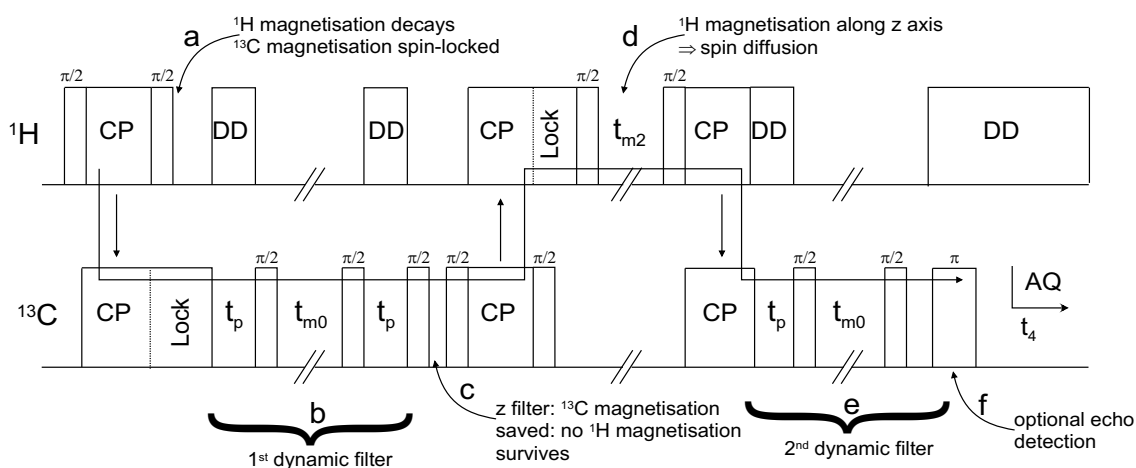 ¹H magnetisation decays
¹³C magnetisation spin-locked
a
d
¹H magnetisation along z axis
⇒ spin diffusion
π/2 π/2 π/2 π/2
¹H CP DD DD CP Lock t_m2 CP DD DD
π/2 π/2 π/2 π/2 π/2 π/2 π/2 π
¹³C CP Lock t_p t_m0 t_p CP CP t_p t_m0 AQ
t₄
b
c
e
f
z filter: ¹³C magnetisation
saved: no ¹H magnetisation
survives
1st dynamic filter
2nd dynamic filter
optional echo
detection